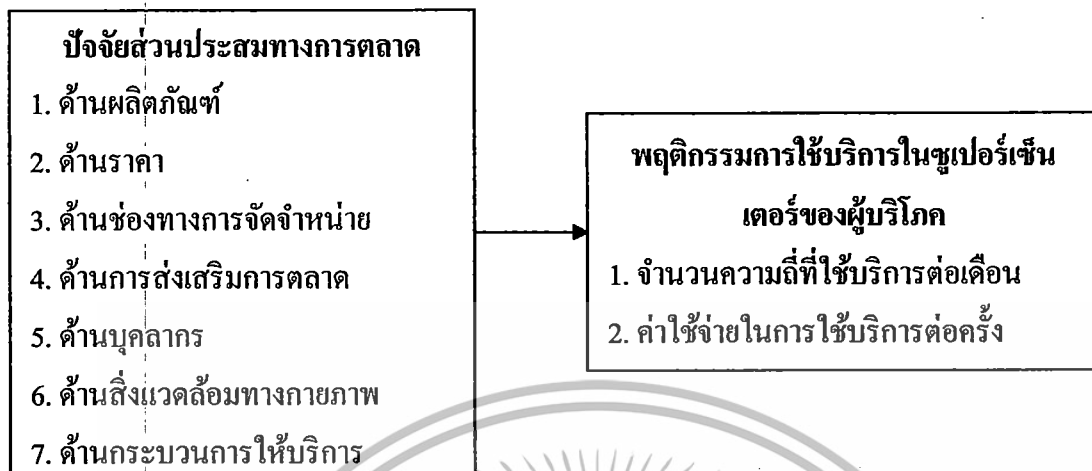 ปัจจัยส่วนประสมทางการตลาด
1. ด้านผลิตภัณฑ์
2. ด้านราคา
3. ด้านช่องทางการจัดจำหน่าย
4. ด้านการส่งเสริมการตลาด
5. ด้านบุคลากร
6. ด้านสิ่งแวดล้อมทางกายภาพ
7. ด้านกระบวนการให้บริการ
พฤติกรรมการใช้บริการในซูเปอร์เซ็น
เตอร์ของผู้บริโภค
1. จำนวนความถี่ที่ใช้บริการต่อเดือน
2. ค่าใช้จ่ายในการใช้บริการต่อครั้ง